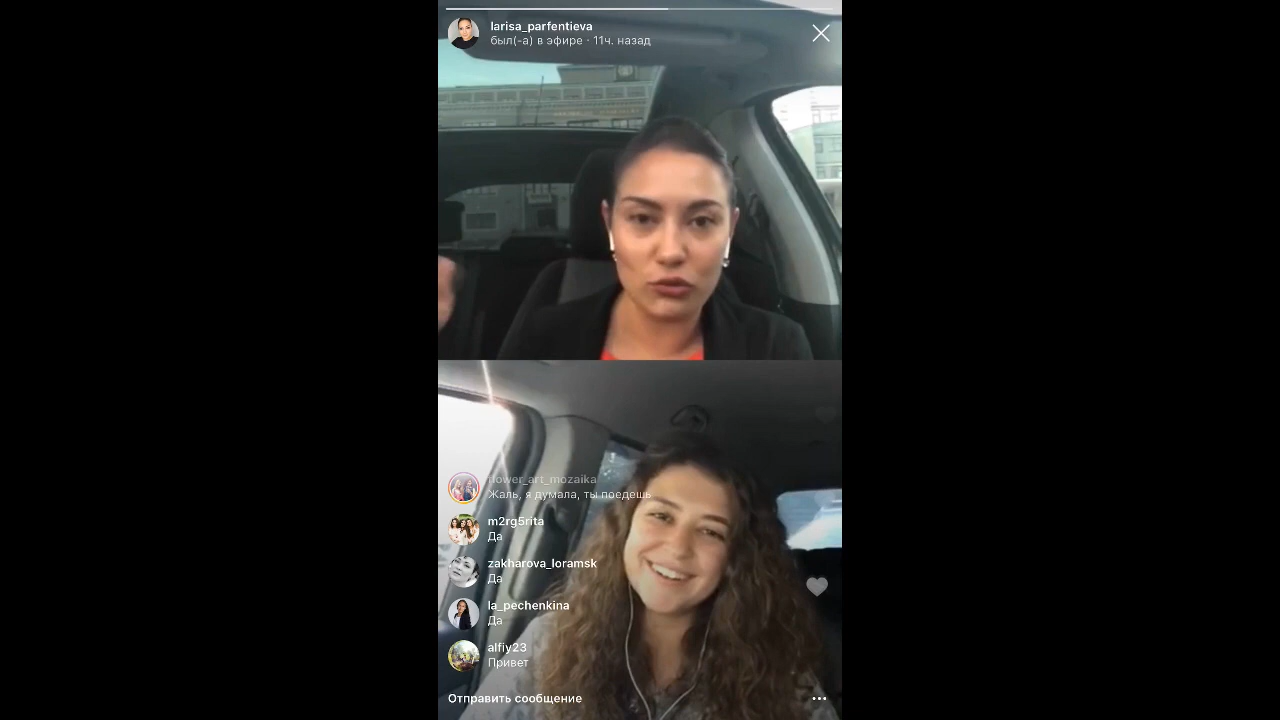 larisa_parfentieva
был(-а) в эфире · 11ч. назад
flower_art_mozaika
Жаль, я думала, ты поедешь
m2rg5rita
Да
zakharova_loramsk
Да
la_pechenkina
Да
alfiy23
Привет
Отправить сообщение